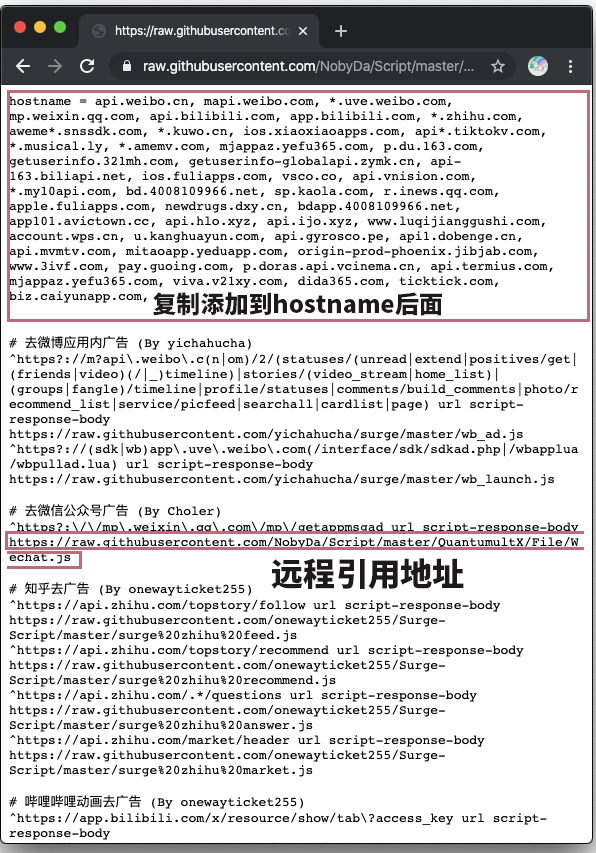 https://raw.githubusercontent.cc
raw.githubusercontent.com/NobyDa/Script/master/...
hostname = api.weibo.cn, mapi.weibo.com, *.uve.weibo.com,
mp.weixin.qq.com, api.bilibili.com, app.bilibili.com, *.zhihu.com,
aweme*.snssdk.com, *.kuwo.cn, ios.xiaoxiaoapps.com, api*.tiktokv.com,
*.musical.ly, *.amemv.com, mjappaz.yefu365.com, p.du.163.com,
getuserinfo.321mh.com, getuserinfo-globalapi.zymk.cn, api-
163.biliapi.net, ios.fuliapps.com, vsco.co, api.vnision.com,
*.my10api.com, bd.4008109966.net, sp.kaola.com, r.inews.qq.com,
apple.fuliapps.com, newdrugs.dxy.cn, bdapp.4008109966.net,
app101.avictown.cc, api.hlo.xyz, api.ijo.xyz, www.luqijianggushi.com,
account.wps.cn, u.kanghuayun.com, api.gyrosco.pe, api1.dobenge.cn,
api.mvmtv.com, mitaoapp.yeduapp.com, origin-prod-phoenix.jibjab.com,
www.3ivf.com, pay.guoing.com, p.doras.api.vcinema.cn, api.termius.com,
mjappaz.yefu365.com, viva.v21xy.com, dida365.com, ticktick.com,
biz.caiyunapp.com,
复制添加到hostname后面
# 去微博应用内广告 (By yichahucha)
^https?://m?api\.weibo\.c(n|om)/2/(statuses/(unread|extend|positives/get|
(friends|video)(/|_)timeline)|stories/(video_stream|home_list)|
(groups|fangle)/timeline|profile/statuses|comments/build_comments|photo/r
ecommend_list|service/picfeed|searchall|cardlist|page) url script-
response-body
https://raw.githubusercontent.com/yichahucha/surge/master/wb_ad.js
^https?://(sdk|wb)app\.uve\.weibo\.com(/interface/sdk/sdkad.php|/wbapplua
/wbpullad.lua) url script-response-body
https://raw.githubusercontent.com/yichahucha/surge/master/wb_launch.js
# 去微信公众号广告 (By Choler)
^https?:\/\/mp\.weixin\.qq\.com\/mp\/getappmsgad url script-response-body
https://raw.githubusercontent.com/NobyDa/Script/master/QuantumultX/File/W
echat.js
远程引用地址
# 知乎去广告 (By onewayticket255)
^https://api.zhihu.com/topstory/follow url script-response-body
https://raw.githubusercontent.com/onewayticket255/Surge-
Script/master/surge%20zhihu%20feed.js
^https://api.zhihu.com/topstory/recommend url script-response-body
https://raw.githubusercontent.com/onewayticket255/Surge-
Script/master/surge%20zhihu%20recommend.js
^https://api.zhihu.com/.*/questions url script-response-body
https://raw.githubusercontent.com/onewayticket255/Surge-
Script/master/surge%20zhihu%20answer.js
^https://api.zhihu.com/market/header url script-response-body
https://raw.githubusercontent.com/onewayticket255/Surge-
Script/master/surge%20zhihu%20market.js
# 哔哩哔哩动画去广告 (By onewayticket255)
^https://app.bilibili.com/x/resource/show/tab\?access_key url script-
response-body